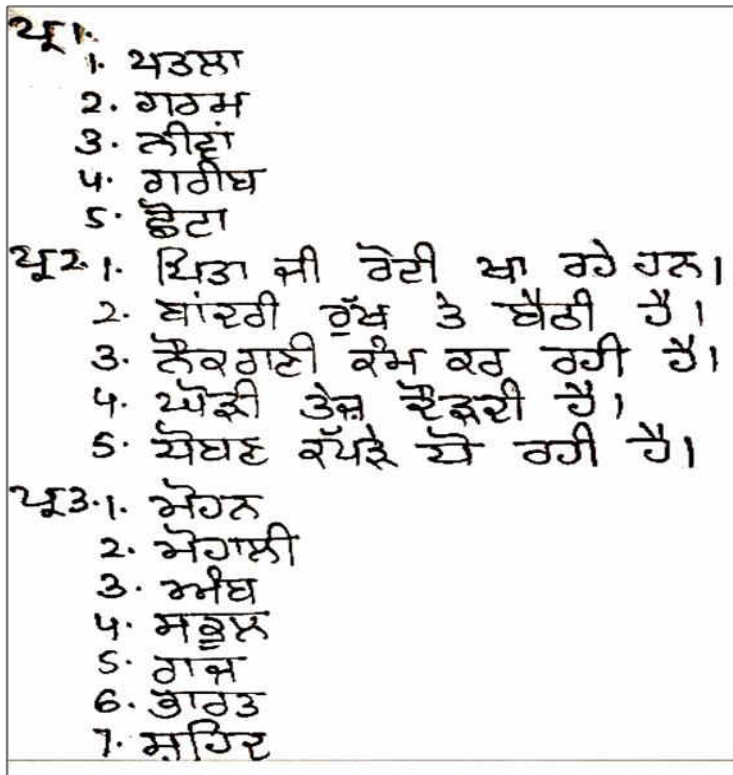 ਪ੍ਰ1.
1. ਪਤਲਾ
2. ਗਰਮ
3. ਨੀਵਾਂ
4. ਗਰੀਬ
5. ਛੋਟਾ
ਪ੍ਰ2. 1. ਪਿਤਾ ਜੀ ਰੋਟੀ ਖਾ ਰਹੇ ਹਨ।
2. ਬਾਂਦਰੀ ਰੁੱਖ ਤੇ ਬੈਠੀ ਹੈ।
3. ਨੌਕਰਾਣੀ ਕੰਮ ਕਰ ਰਹੀ ਹੈ।
4. ਘੋੜੀ ਤੇਜ਼ ਦੌੜਦੀ ਹੈ।
5. ਧੋਬਣ ਕੱਪੜੇ ਧੋ ਰਹੀ ਹੈ।
ਪ੍ਰ3. 1. ਮੋਹਨ
2. ਮੋਹਾਲੀ
3. ਅੰਬ
4. ਸਕੂਲ
5. ਰਾਜ
6. ਭਾਰਤ
7. ਸ਼ਹਿਦ